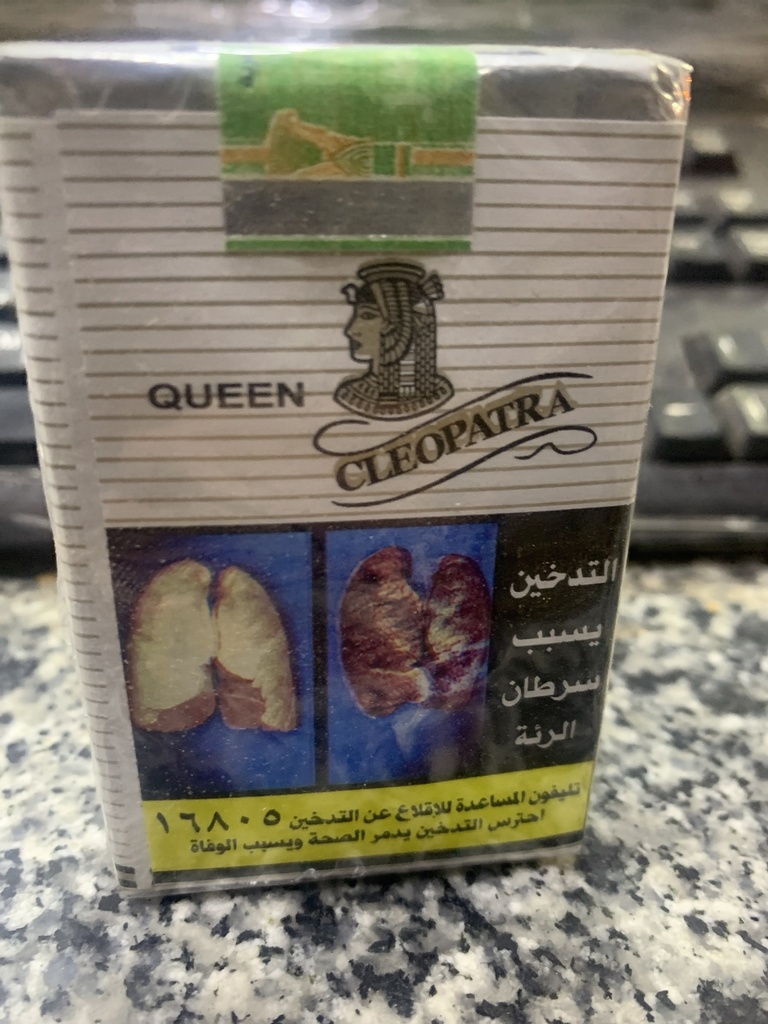 QUEEN
CLEOPATRA
التدخين
يسبب
سرطان
الرئة
تليفون المساعدة للإقلاع عن التدخين ١٦٨٠٥
احترس التدخين يدمر الصحة ويسبب الوفاة